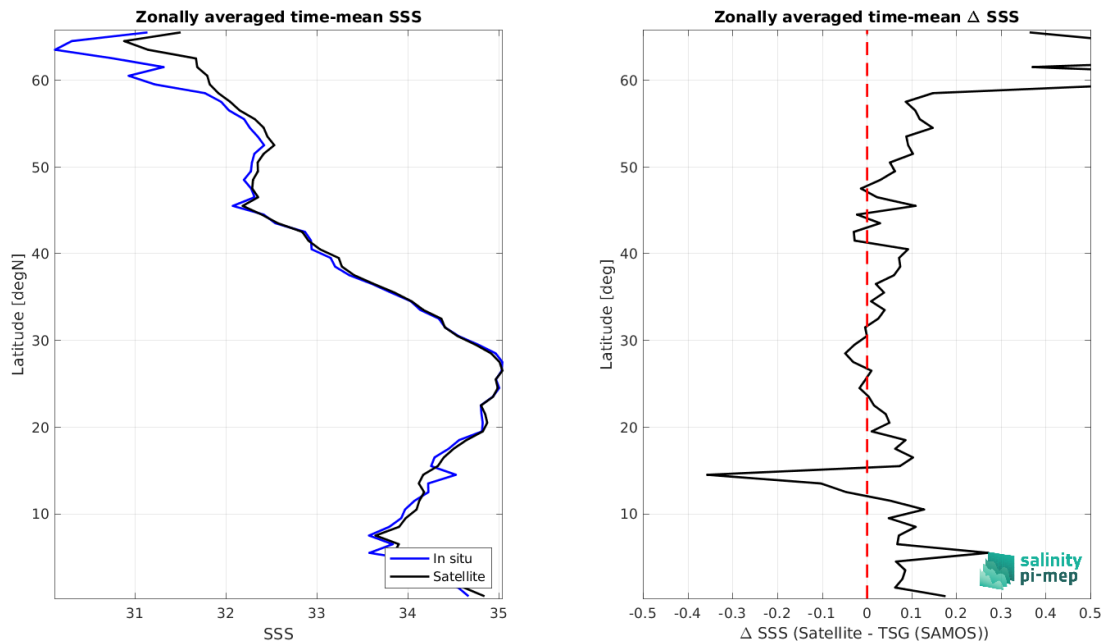 Zonally averaged time-mean SSS
60
50
40
30
20
10
Latitude [degN]
31
32
33
34
35
SSS
In situ
Satellite
Zonally averaged time-mean Δ SSS
60
50
40
30
20
10
Latitude [deg]
-0.5
-0.4
-0.3
-0.2
-0.1
0
0.1
0.2
0.3
0.4
0.5
Δ SSS (Satellite - TSG (SAMOS))
salinity
pi-mep